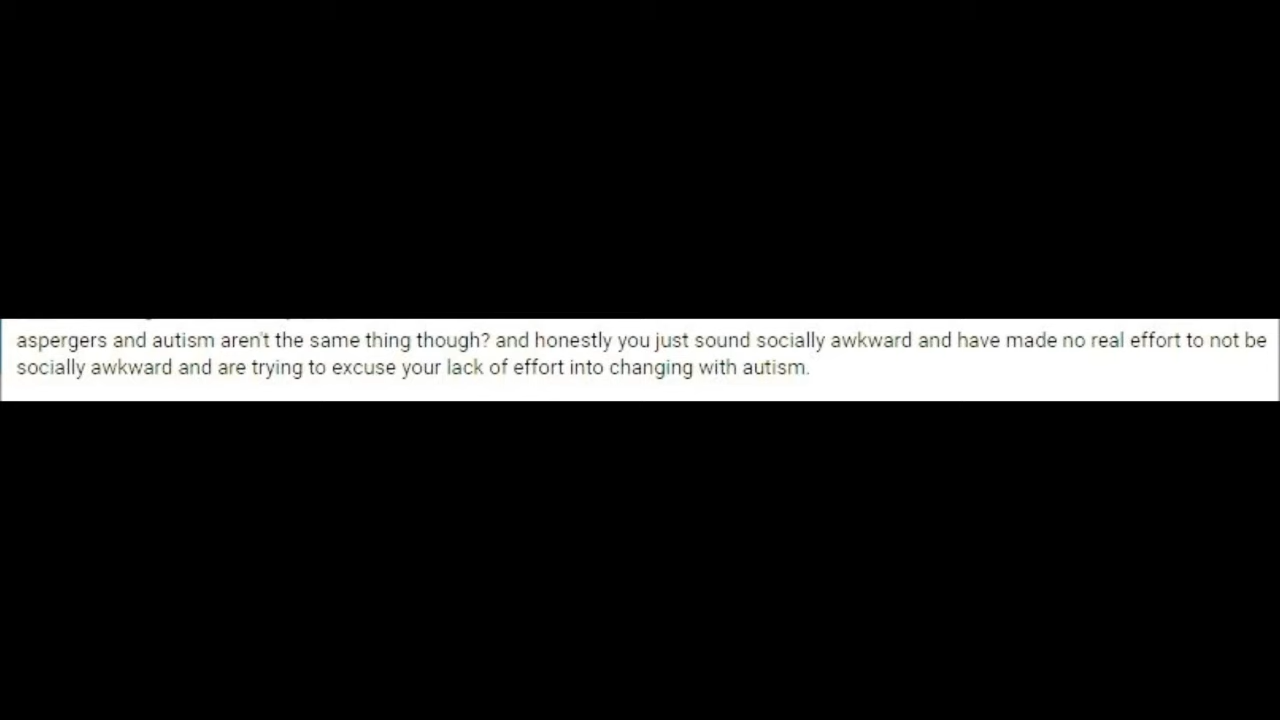 aspergers and autism aren't the same thing though? and honestly you just sound socially awkward and have made no real effort to not be
socially awkward and are trying to excuse your lack of effort into changing with autism.